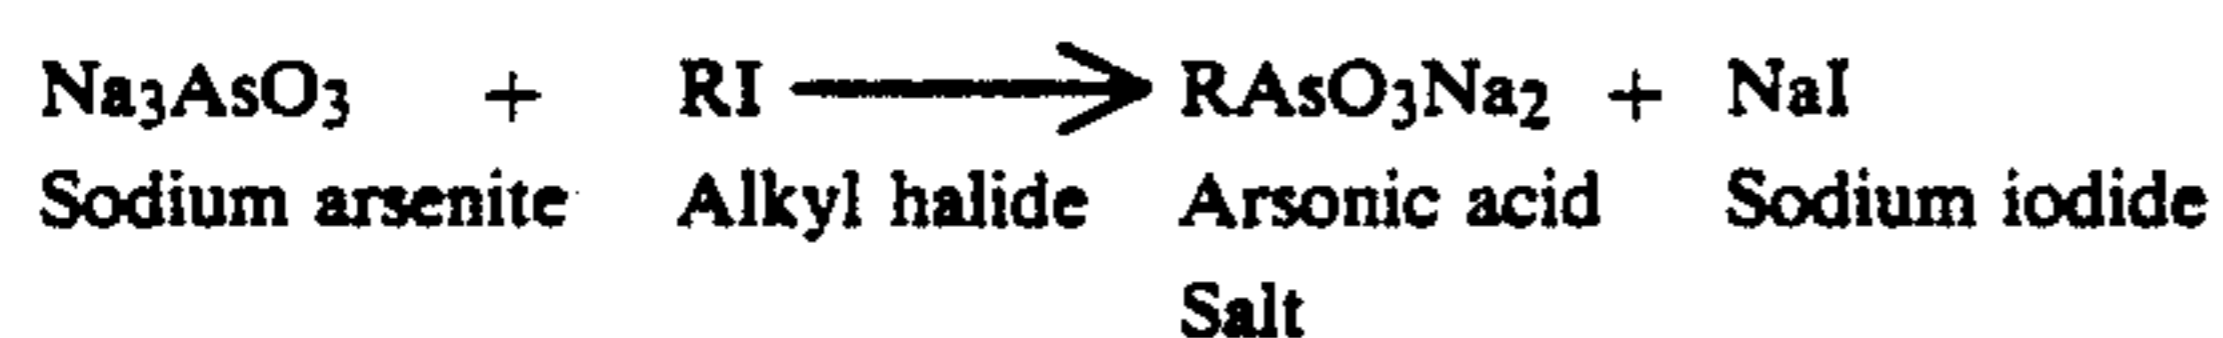 Na3AsO3 + RI ⟶ RAsO3Na2 + NaI
Sodium arsenite Alkyl halide Arsonic acid Sodium iodide
Salt